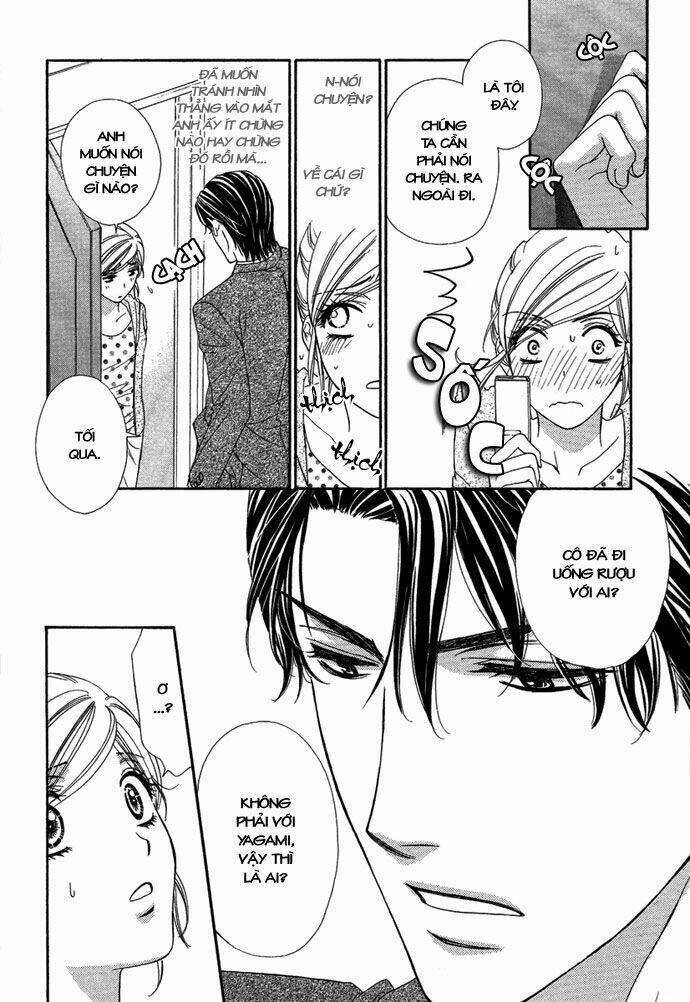 CỘC
CỘC
LÀ TÔI
ĐÂY.
CHÚNG
TA CẦN
PHẢI NÓI
CHUYỆN. RA
NGOÀI ĐI.
SỐC
N-NÓI
CHUYỆN?
VỀ CÁI GÌ
CHỨ?
thịch
thịch
ĐÃ MUỐN
TRÁNH NHÌN
THẲNG VÀO MẮT
ANH ẤY ÍT CHỪNG
NÀO HAY CHỪNG
ĐÓ RỒI MÀ...
ANH
MUỐN NÓI
CHUYỆN
GÌ NÀO?
CẠCH
TỐI
QUA.
CÔ ĐÃ ĐI
UỐNG RƯỢU
VỚI AI?
Ơ
...?
KHÔNG
PHẢI VỚI
YAGAMI,
VẬY THÌ
LÀ AI?